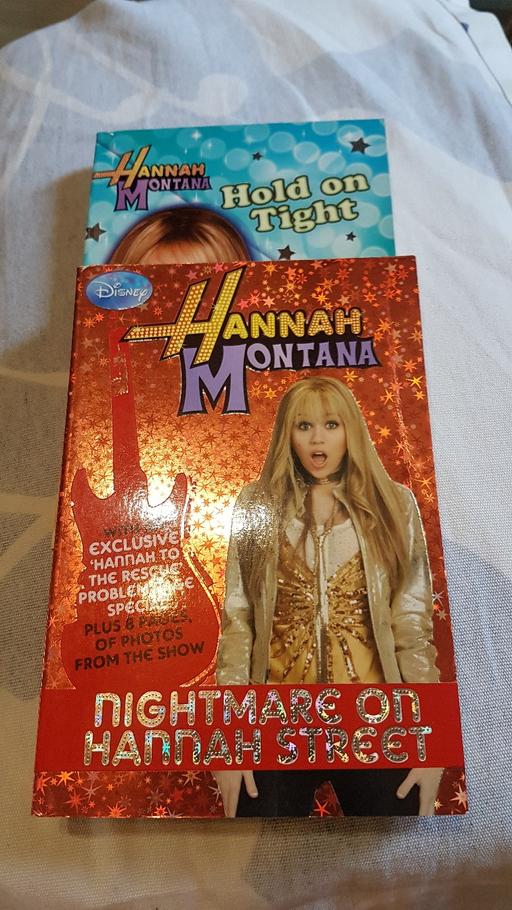 HANNAH
MONTANA
Hold on
Tight
Disney
HANNAH
MONTANA
EXCLUSIVE
'HANNAH TO
THE RESCUE'
PLUS 8 PAGES,
OF PHOTOS
FROM THE SHOW
NIGHTMARE ON
HANNAH STREET